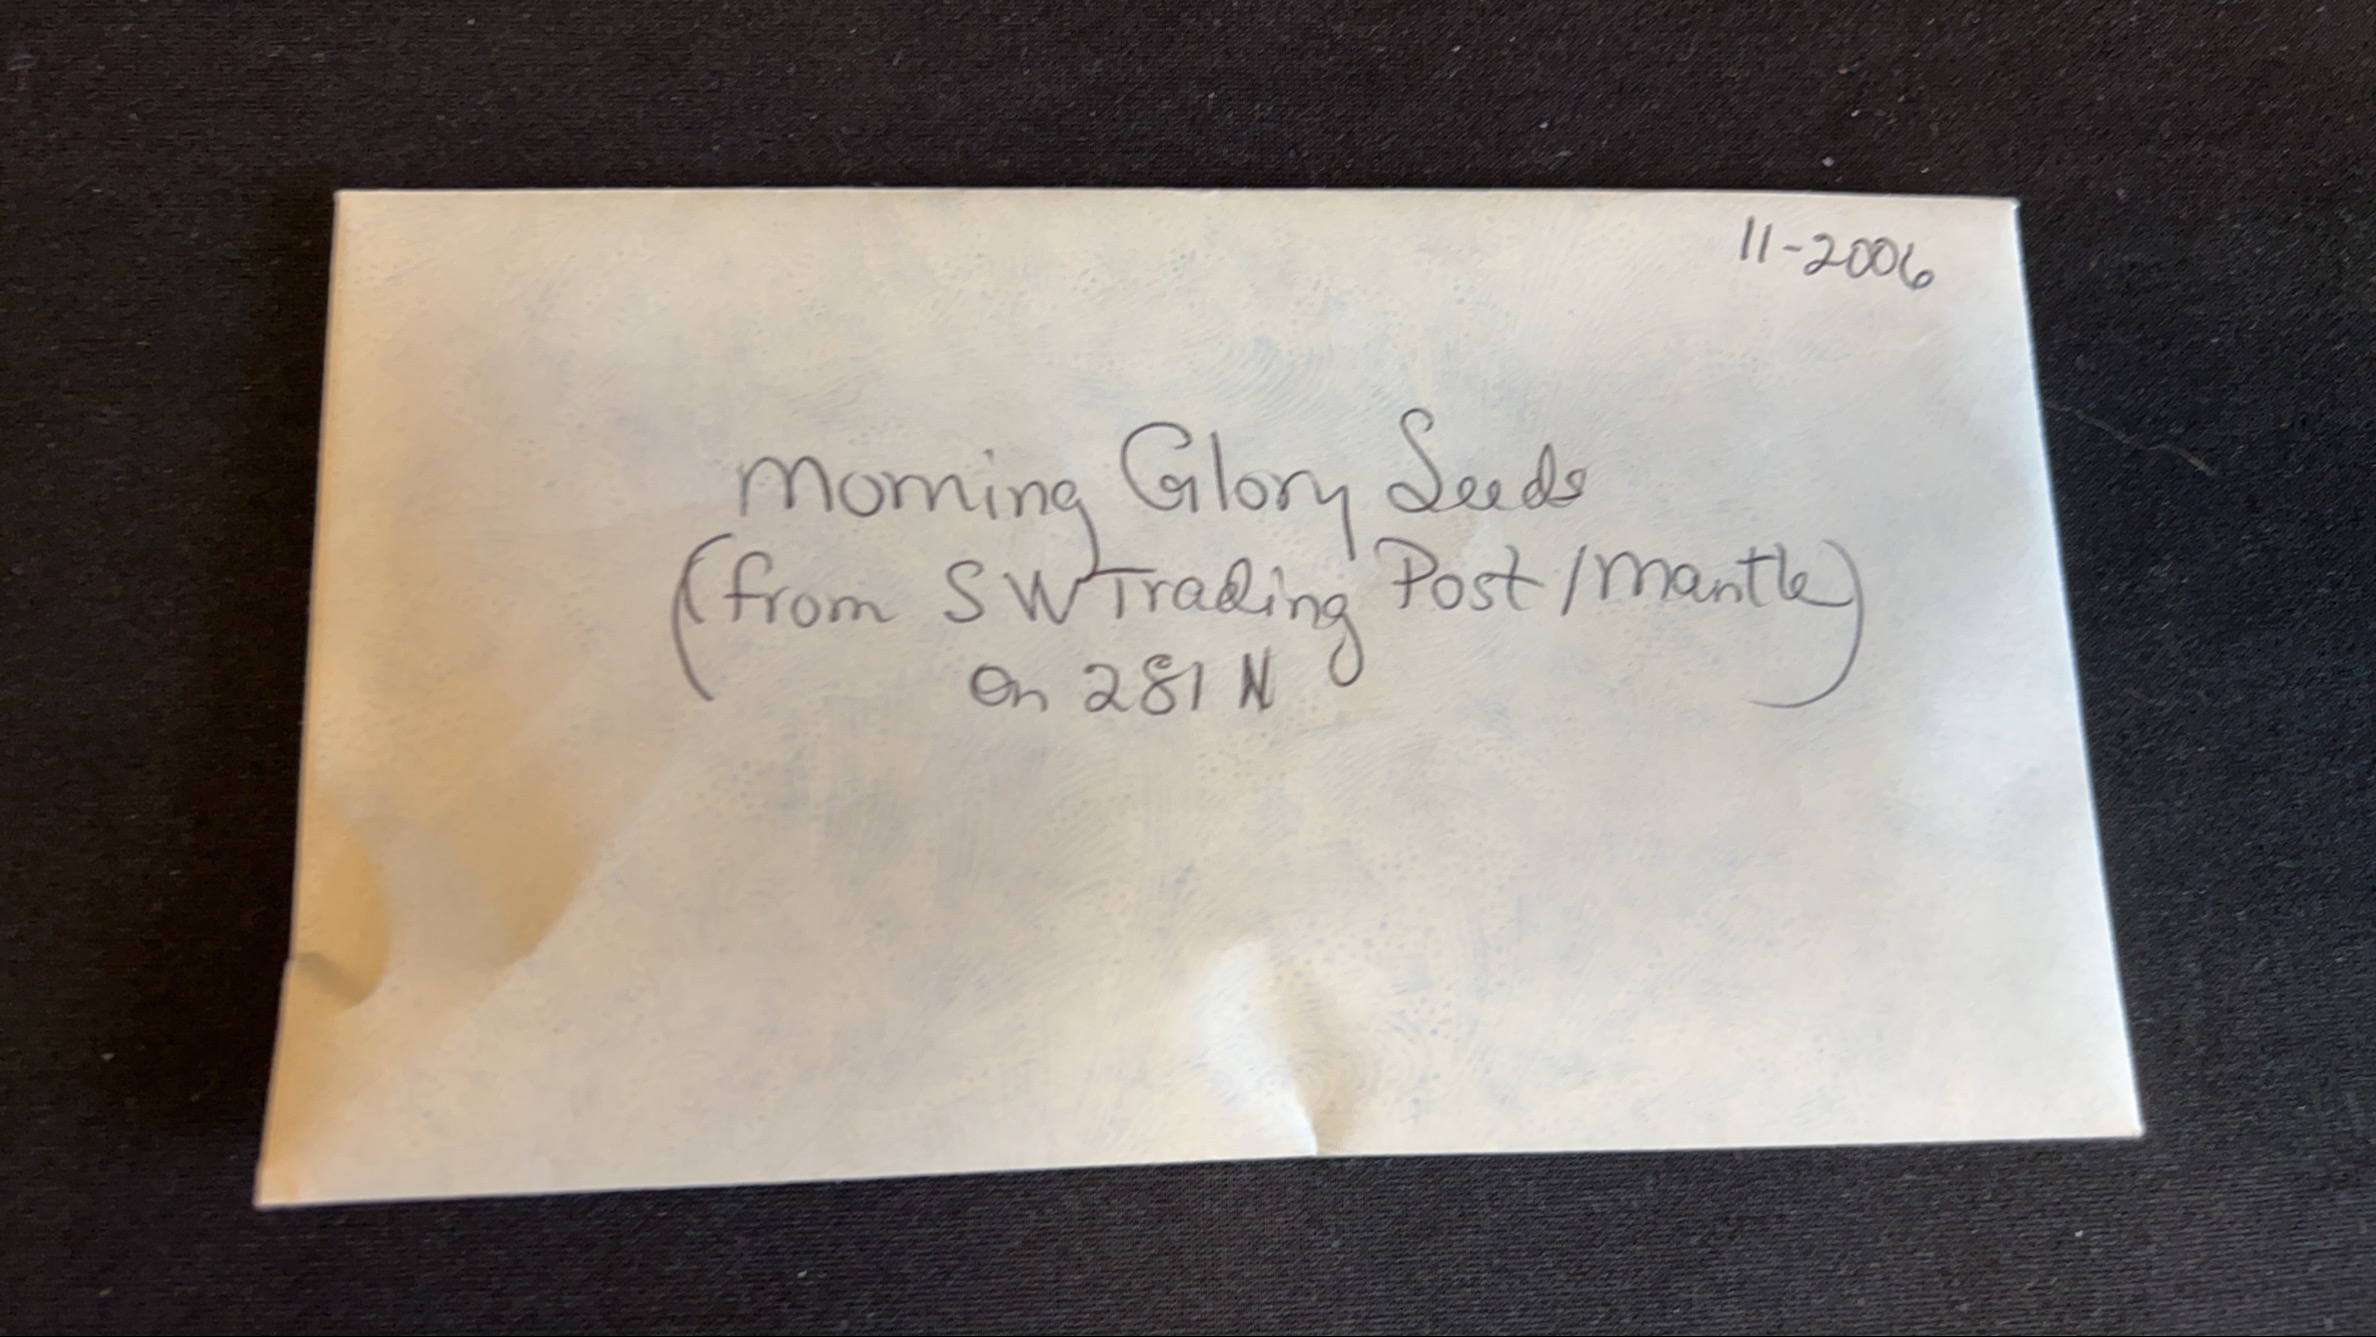 11-2006
Morning Glory Seeds
(from SW Trading Post/Mantle)
on 281 N